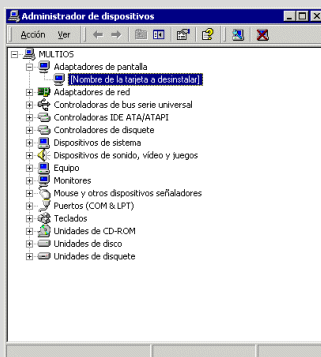 Administrador de dispositivos
Acción Ver
MULTIOS
Adaptadores de pantalla
[Nombre de la tarjeta a desinstalar]
Adaptadores de red
Controladoras de bus serie universal
Controladoras IDE ATA/ATAPI
Controladoras de disquete
Dispositivos de sistema
Dispositivos de sonido, vídeo y juegos
Equipo
Monitores
Mouse y otros dispositivos señaladores
Puertos (COM & LPT)
Teclados
Unidades de CD-ROM
Unidades de disco
Unidades de disquete